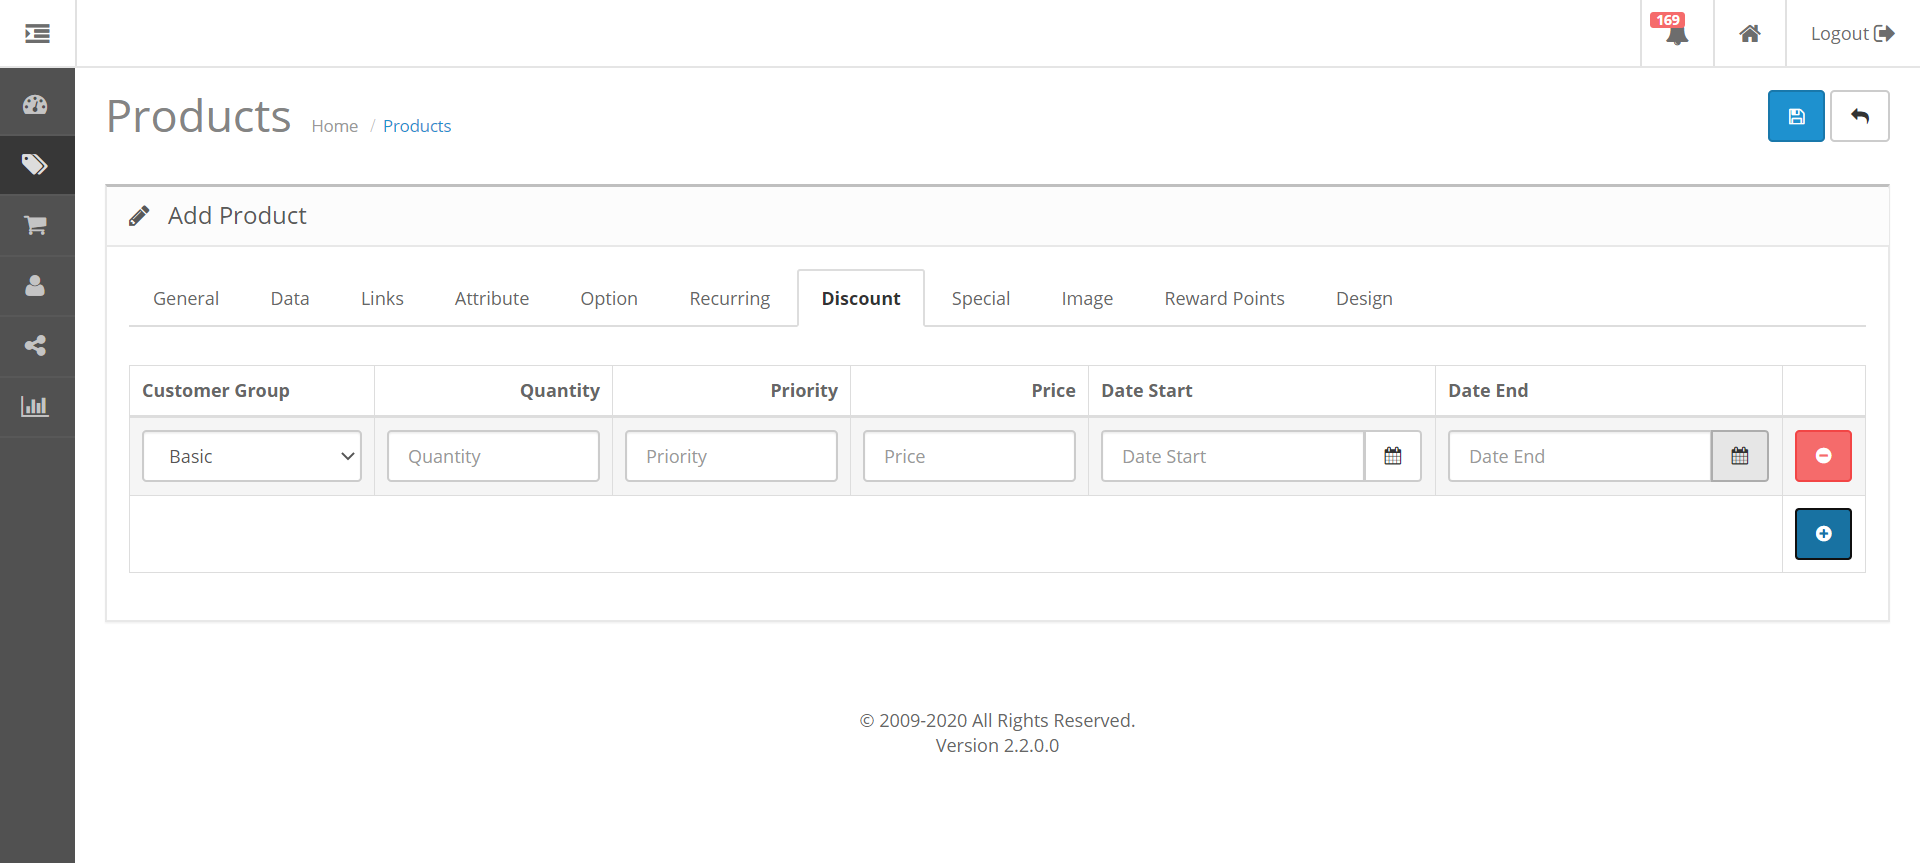 169
Logout
Products Home / Products
Add Product
General Data Links Attribute Option Recurring Discount Special Image Reward Points Design
Customer Group Quantity Priority Price Date Start Date End
Basic Quantity Priority Price Date Start Date End
© 2009-2020 All Rights Reserved.
Version 2.2.0.0